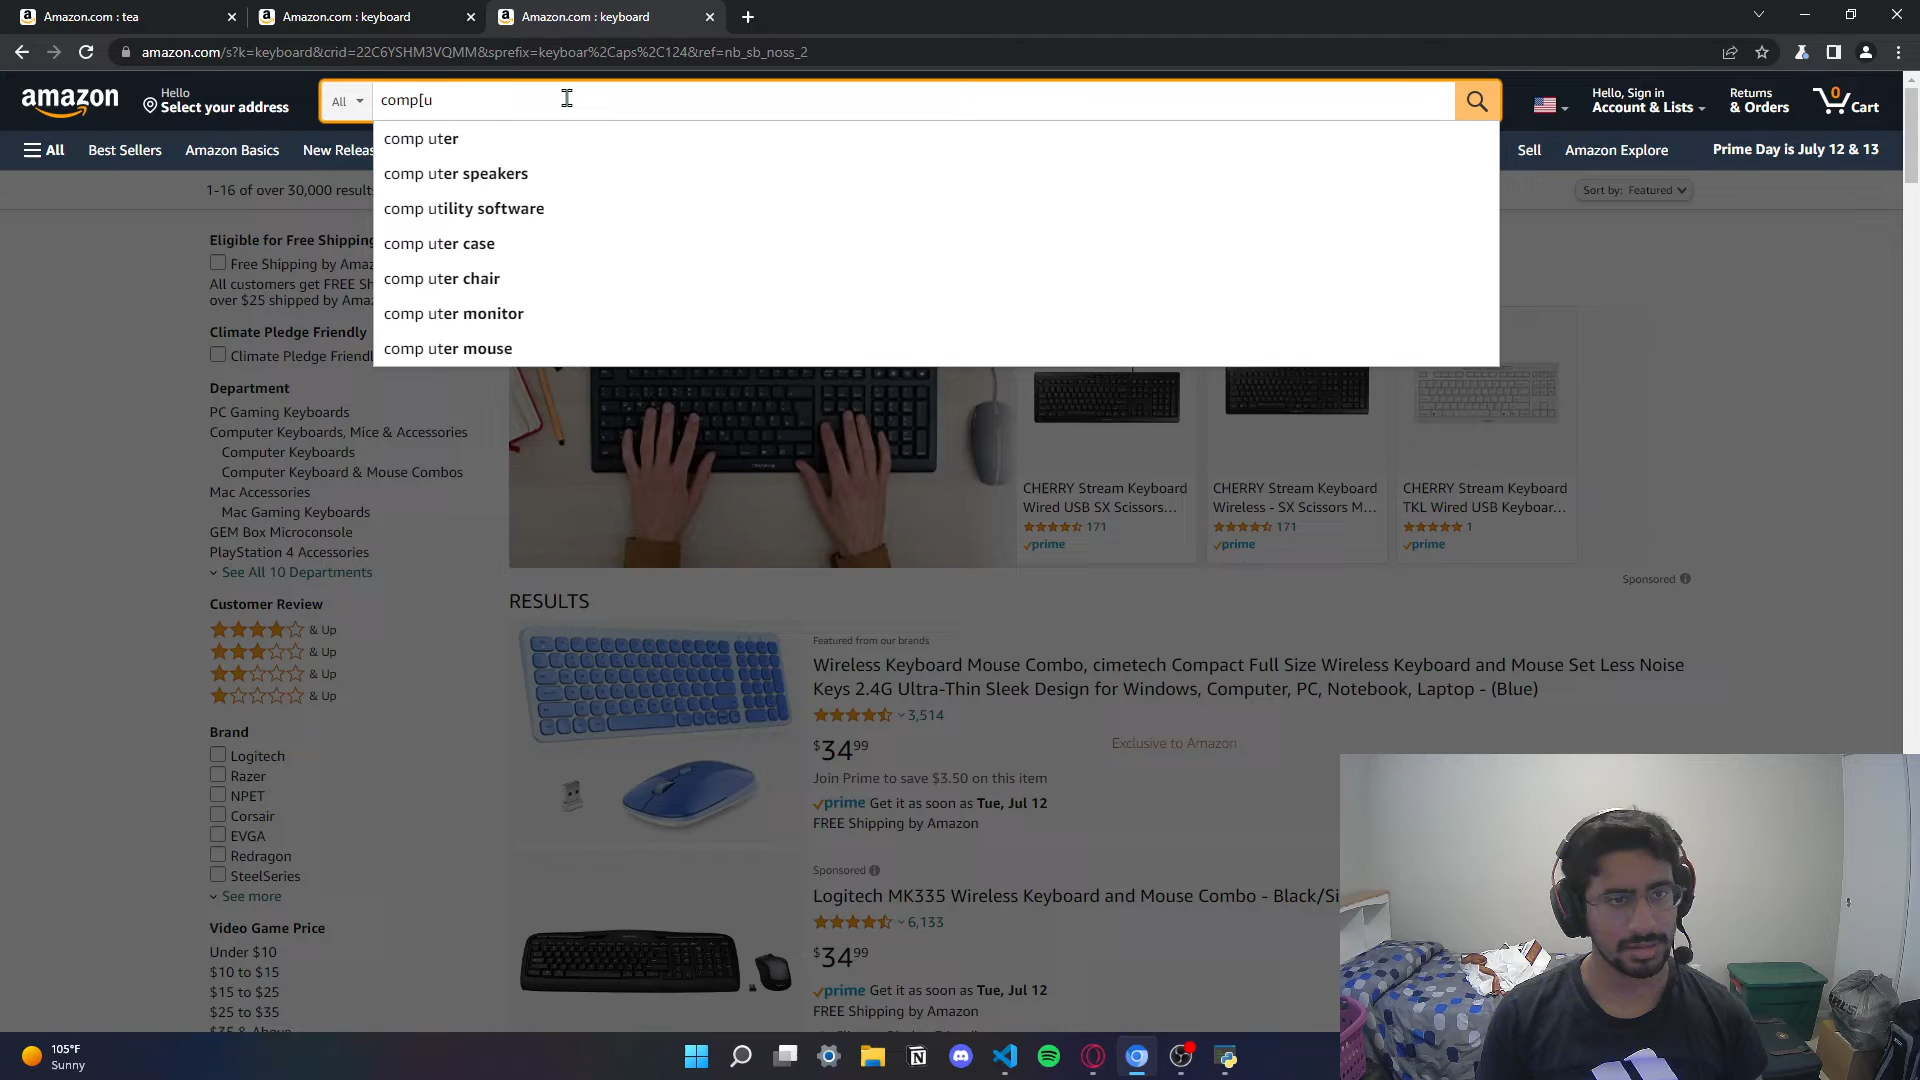 Amazon.com : tea
Amazon.com : keyboard
Amazon.com : keyboard
amazon.com/s?k=keyboard&crid=22C6YSHM3VQMM&sprefix=keyboar%2Caps%2C124&ref=nb_sb_noss_2
amazon
Hello
Select your address
All
comp[u
Hello, Sign in
Account & Lists
Returns
& Orders
0
Cart
All
Best Sellers
Amazon Basics
New Releas
Sell
Amazon Explore
Prime Day is July 12 & 13
comp uter
comp uter speakers
comp utility software
comp uter case
comp uter chair
comp uter monitor
comp uter mouse
1-16 of over 30,000 results
Sort by: Featured
Eligible for Free Shipping
Free Shipping by Amaz
All customers get FREE Sh
over $25 shipped by Ama
Climate Pledge Friendly
Climate Pledge Friendl
Department
PC Gaming Keyboards
Computer Keyboards, Mice & Accessories
Computer Keyboards
Computer Keyboard & Mouse Combos
Mac Accessories
Mac Gaming Keyboards
GEM Box Microconsole
PlayStation 4 Accessories
See All 10 Departments
Customer Review
& Up
& Up
& Up
& Up
Brand
Logitech
Razer
NPET
Corsair
EVGA
Redragon
SteelSeries
See more
Video Game Price
Under $10
$10 to $15
$15 to $25
$25 to $35
$35 & Above
CHERRY Stream Keyboard
Wired USB SX Scissors...
171
prime
CHERRY Stream Keyboard
Wireless - SX Scissors M...
171
prime
CHERRY Stream Keyboard
TKL Wired USB Keyboar...
1
prime
Sponsored
RESULTS
Featured from our brands
Wireless Keyboard Mouse Combo, cimetech Compact Full Size Wireless Keyboard and Mouse Set Less Noise
Keys 2.4G Ultra-Thin Sleek Design for Windows, Computer, PC, Notebook, Laptop - (Blue)
3,514
$3499
Exclusive to Amazon
Join Prime to save $3.50 on this item
prime Get it as soon as Tue, Jul 12
FREE Shipping by Amazon
Sponsored
Logitech MK335 Wireless Keyboard and Mouse Combo - Black/Si
6,133
$3499
prime Get it as soon as Tue, Jul 12
FREE Shipping by Amazon
105°F
Sunny